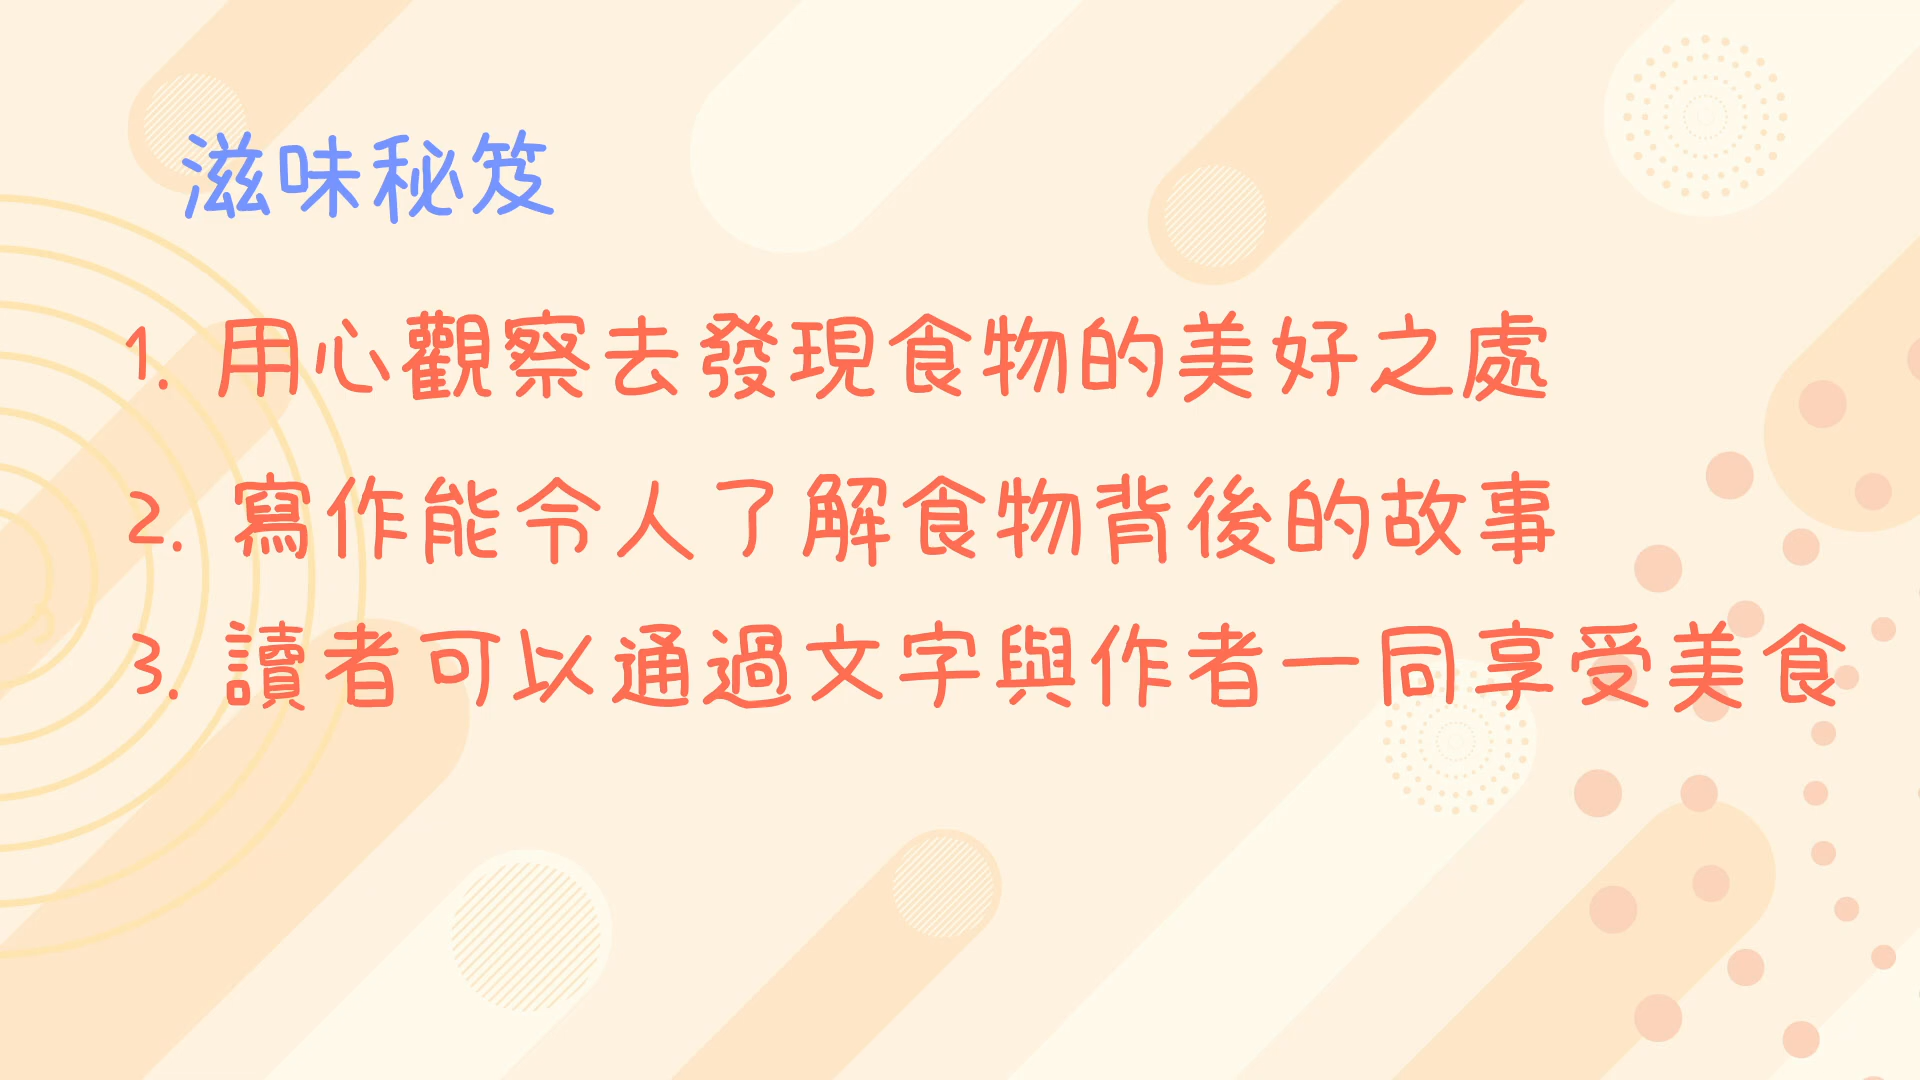 滋味秘笈
1. 用心觀察去發現食物的美好之處
2. 寫作能令人了解食物背後的故事
3. 讀者可以通過文字與作者一同享受美食